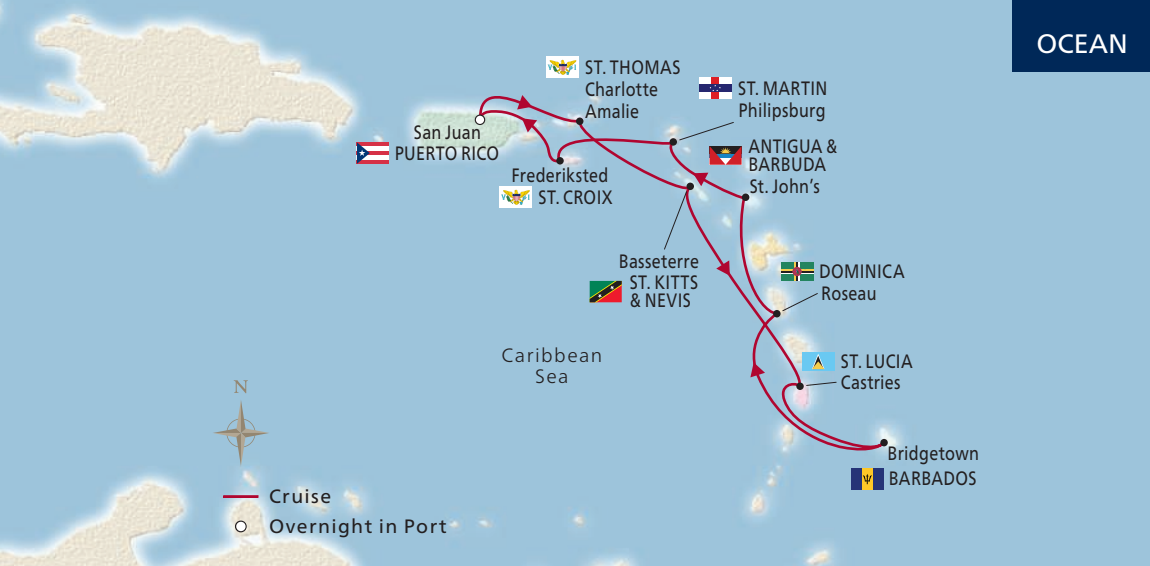 OCEAN
ST. THOMAS
Charlotte
Amalie
ST. MARTIN
Philipsburg
San Juan
PUERTO RICO
ANTIGUA &
BARBUDA
St. John's
Frederiksted
ST. CROIX
Basseterre
ST. KITTS
& NEVIS
DOMINICA
Roseau
Caribbean
Sea
ST. LUCIA
Castries
N
Bridgetown
BARBADOS
Cruise
Overnight in Port